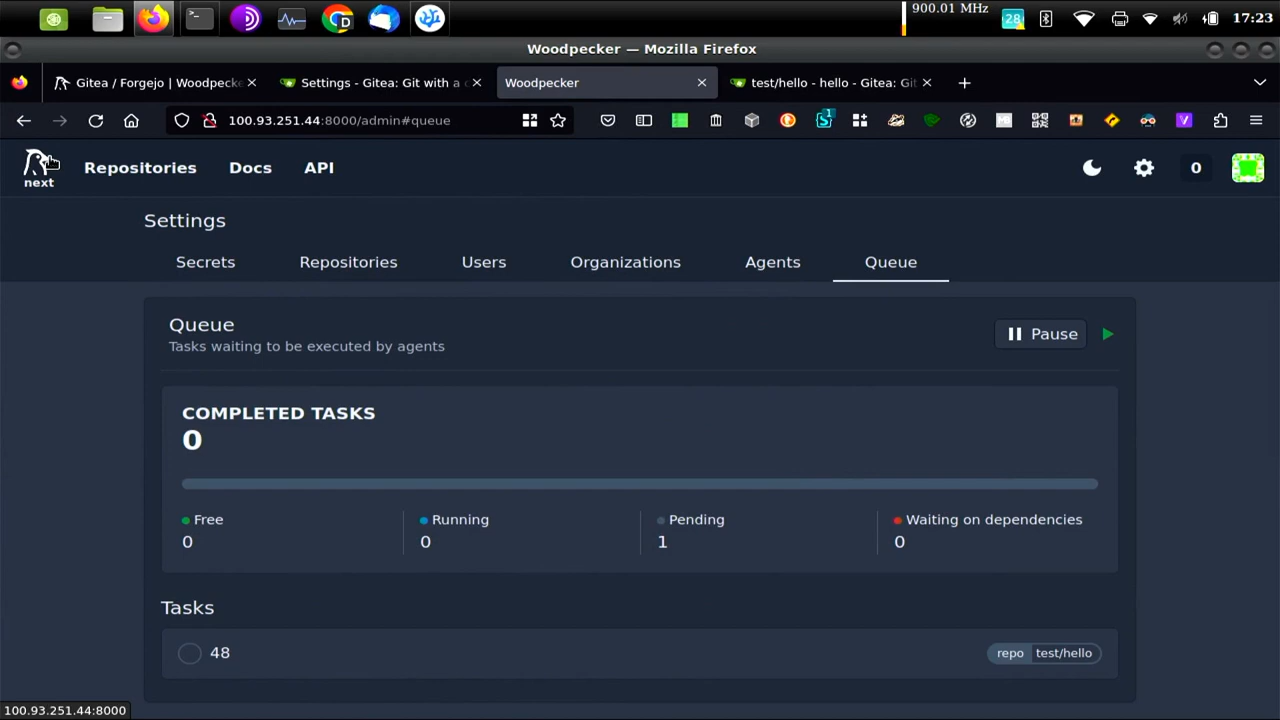 900.01 MHz
28
17:23
Woodpecker — Mozilla Firefox
Gitea / Forgejo | Woodpecke
Settings - Gitea: Git with a c
Woodpecker
test/hello - hello - Gitea: Git
100.93.251.44:8000/admin#queue
next
Repositories
Docs
API
0
Settings
Secrets
Repositories
Users
Organizations
Agents
Queue
Queue
Tasks waiting to be executed by agents
Pause
COMPLETED TASKS
0
Free
Running
Pending
Waiting on dependencies
0
0
1
0
Tasks
48
repo test/hello
100.93.251.44:8000